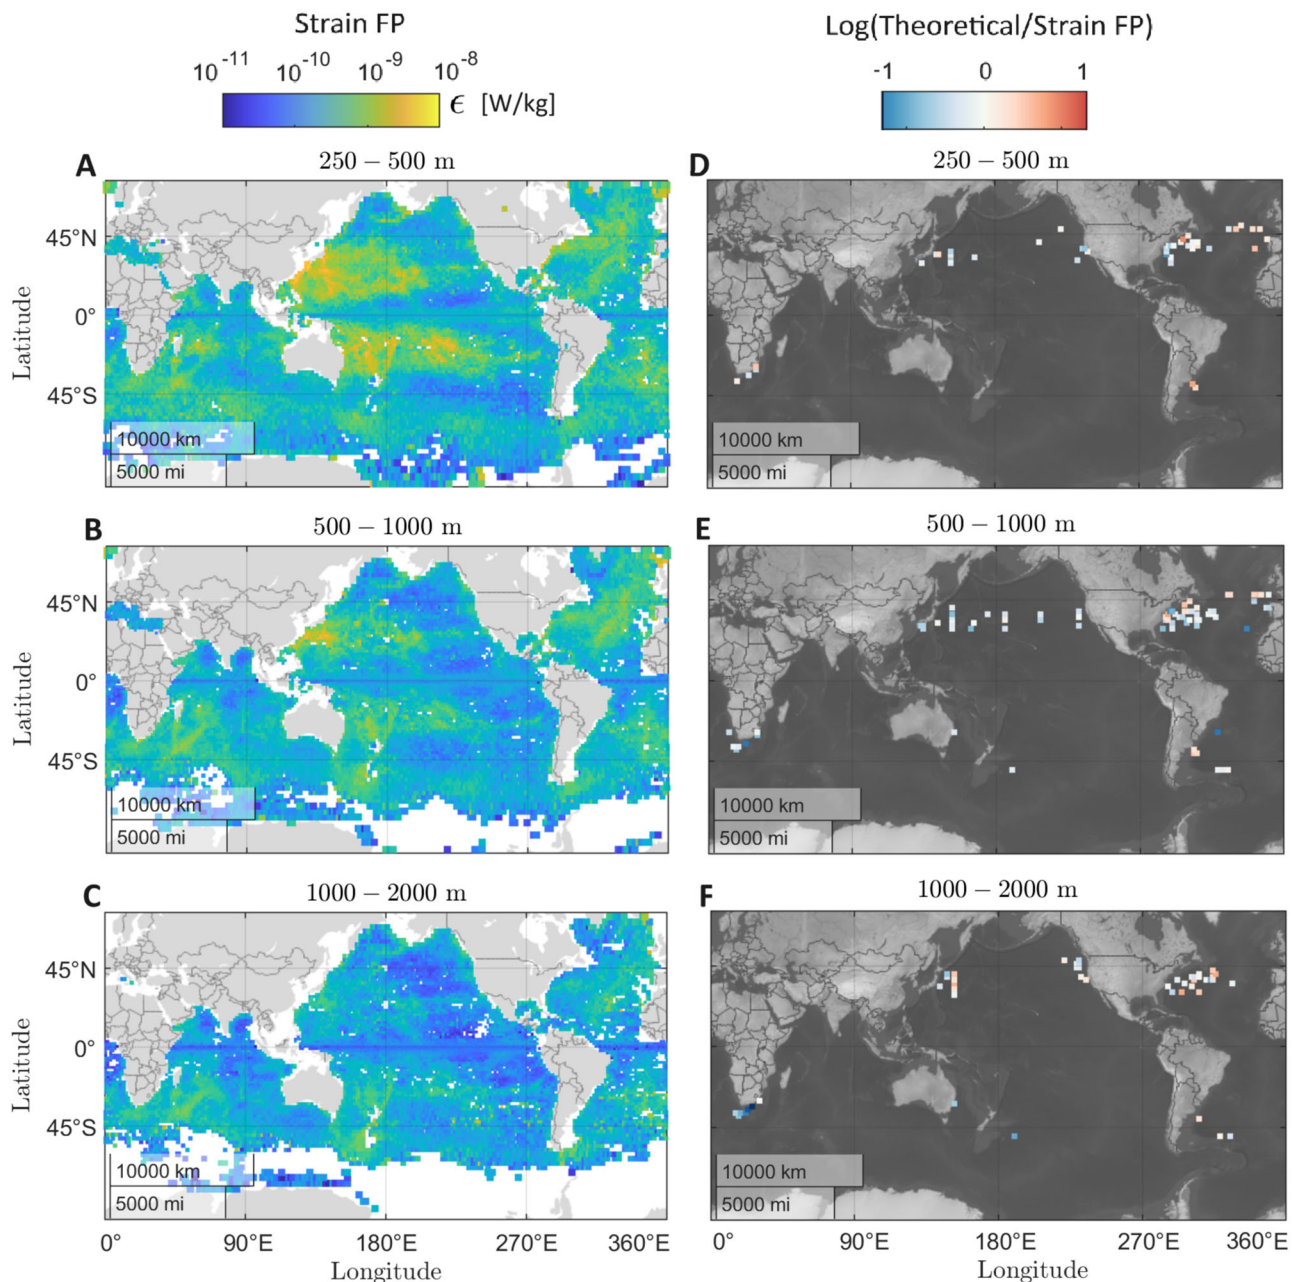 Strain FP
10^-11 10^-10 10^-9 10^-8
ϵ [W/kg]
Log(Theoretical/Strain FP)
-1 0 1
A
250 – 500 m
45°N
0°
45°S
Latitude
10000 km
5000 mi
D
250 – 500 m
10000 km
5000 mi
B
500 – 1000 m
45°N
0°
45°S
Latitude
10000 km
5000 mi
E
500 – 1000 m
10000 km
5000 mi
C
1000 – 2000 m
45°N
0°
45°S
Latitude
10000 km
5000 mi
0° 90°E 180°E 270°E 360°E
Longitude
F
1000 – 2000 m
10000 km
5000 mi
0° 90°E 180°E 270°E 360°E
Longitude